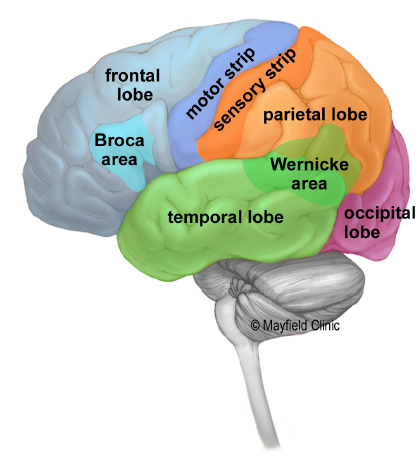 frontal
lobe
motor strip
sensory strip
parietal lobe
Broca
area
Wernicke
area
temporal lobe
occipital
lobe
© Mayfield Clinic